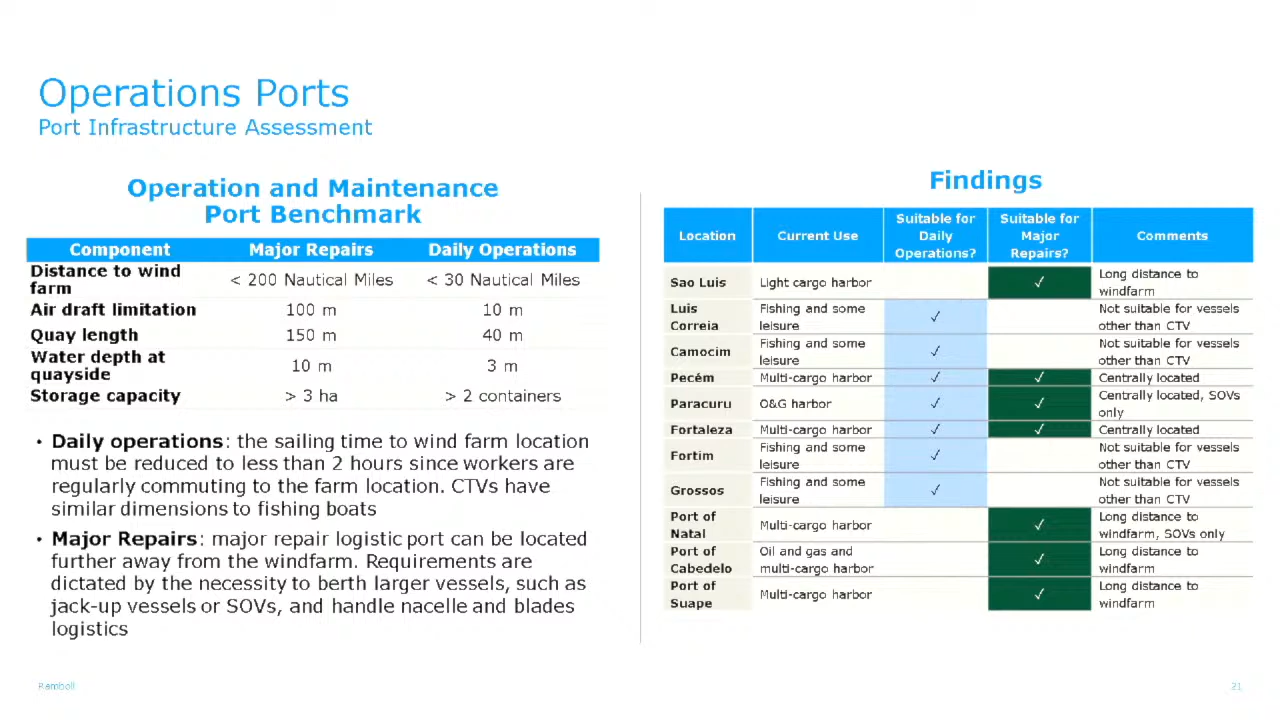 Operations Ports
Port Infrastructure Assessment
Operation and Maintenance
Port Benchmark
Component Major Repairs Daily Operations
Distance to wind farm < 200 Nautical Miles < 30 Nautical Miles
Air draft limitation 100 m 10 m
Quay length 150 m 40 m
Water depth at quayside 10 m 3 m
Storage capacity > 3 ha > 2 containers
• Daily operations: the sailing time to wind farm location
must be reduced to less than 2 hours since workers are
regularly commuting to the farm location. CTVs have
similar dimensions to fishing boats
• Major Repairs: major repair logistic port can be located
further away from the windfarm. Requirements are
dictated by the necessity to berth larger vessels, such as
jack-up vessels or SOVs, and handle nacelle and blades
logistics
Findings
Location Current Use Suitable for Daily Operations? Suitable for Major Repairs? Comments
Sao Luis Light cargo harbor ✓ Long distance to windfarm
Luis Correia Fishing and some leisure ✓ Not suitable for vessels other than CTV
Camocim Fishing and some leisure ✓ Not suitable for vessels other than CTV
Pecém Multi-cargo harbor ✓ ✓ Centrally located
Paracuru O&G harbor ✓ ✓ Centrally located, SOVs only
Fortaleza Multi-cargo harbor ✓ ✓ Centrally located
Fortim Fishing and some leisure ✓ Not suitable for vessels other than CTV
Grossos Fishing and some leisure ✓ Not suitable for vessels other than CTV
Port of Natal Multi-cargo harbor ✓ Long distance to windfarm, SOVs only
Port of Cabedelo Oil and gas and multi-cargo harbor ✓ Long distance to windfarm
Port of Suape Multi-cargo harbor ✓ Long distance to windfarm
Ramboll
21